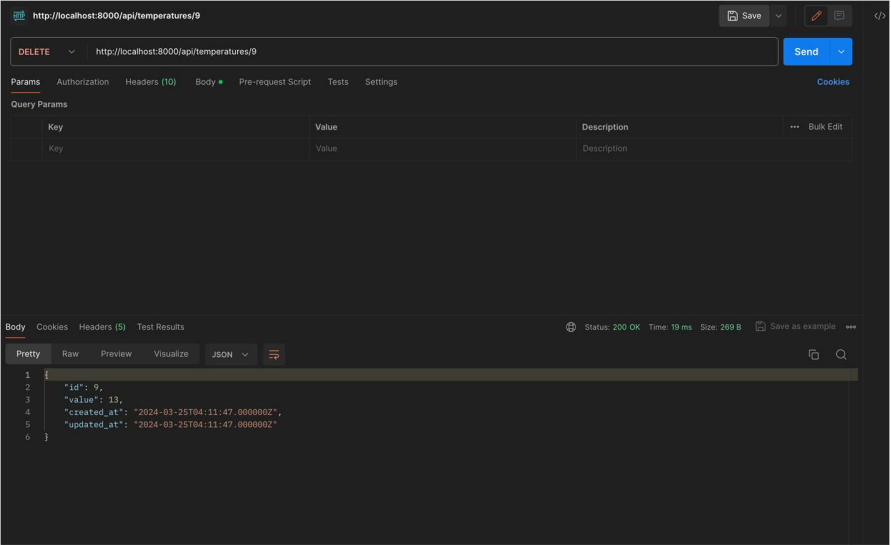 HTTP http://localhost:8000/api/temperatures/9 Save </>
DELETE http://localhost:8000/api/temperatures/9 Send
Params Authorization Headers (10) Body Pre-request Script Tests Settings Cookies
Query Params
Key Value Description Bulk Edit
Key Value Description
Body Cookies Headers (5) Test Results Status: 200 OK Time: 19 ms Size: 269 B Save as example
Pretty Raw Preview Visualize JSON
1 {
2 "id": 9,
3 "value": 13,
4 "created_at": "2024-03-25T04:11:47.000000Z",
5 "updated_at": "2024-03-25T04:11:47.000000Z"
6 }